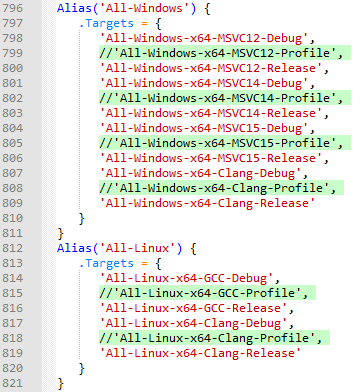 796 Alias('All-Windows') {
797 .Targets = {
798 'All-Windows-x64-MSVC12-Debug',
799 //'All-Windows-x64-MSVC12-Profile',
800 'All-Windows-x64-MSVC12-Release',
801 'All-Windows-x64-MSVC14-Debug',
802 //'All-Windows-x64-MSVC14-Profile',
803 'All-Windows-x64-MSVC14-Release',
804 'All-Windows-x64-MSVC15-Debug',
805 //'All-Windows-x64-MSVC15-Profile',
806 'All-Windows-x64-MSVC15-Release',
807 'All-Windows-x64-Clang-Debug',
808 //'All-Windows-x64-Clang-Profile',
809 'All-Windows-x64-Clang-Release'
810 }
811 }
812 Alias('All-Linux') {
813 .Targets = {
814 'All-Linux-x64-GCC-Debug',
815 //'All-Linux-x64-GCC-Profile',
816 'All-Linux-x64-GCC-Release',
817 'All-Linux-x64-Clang-Debug',
818 //'All-Linux-x64-Clang-Profile',
819 'All-Linux-x64-Clang-Release'
820 }
821 }